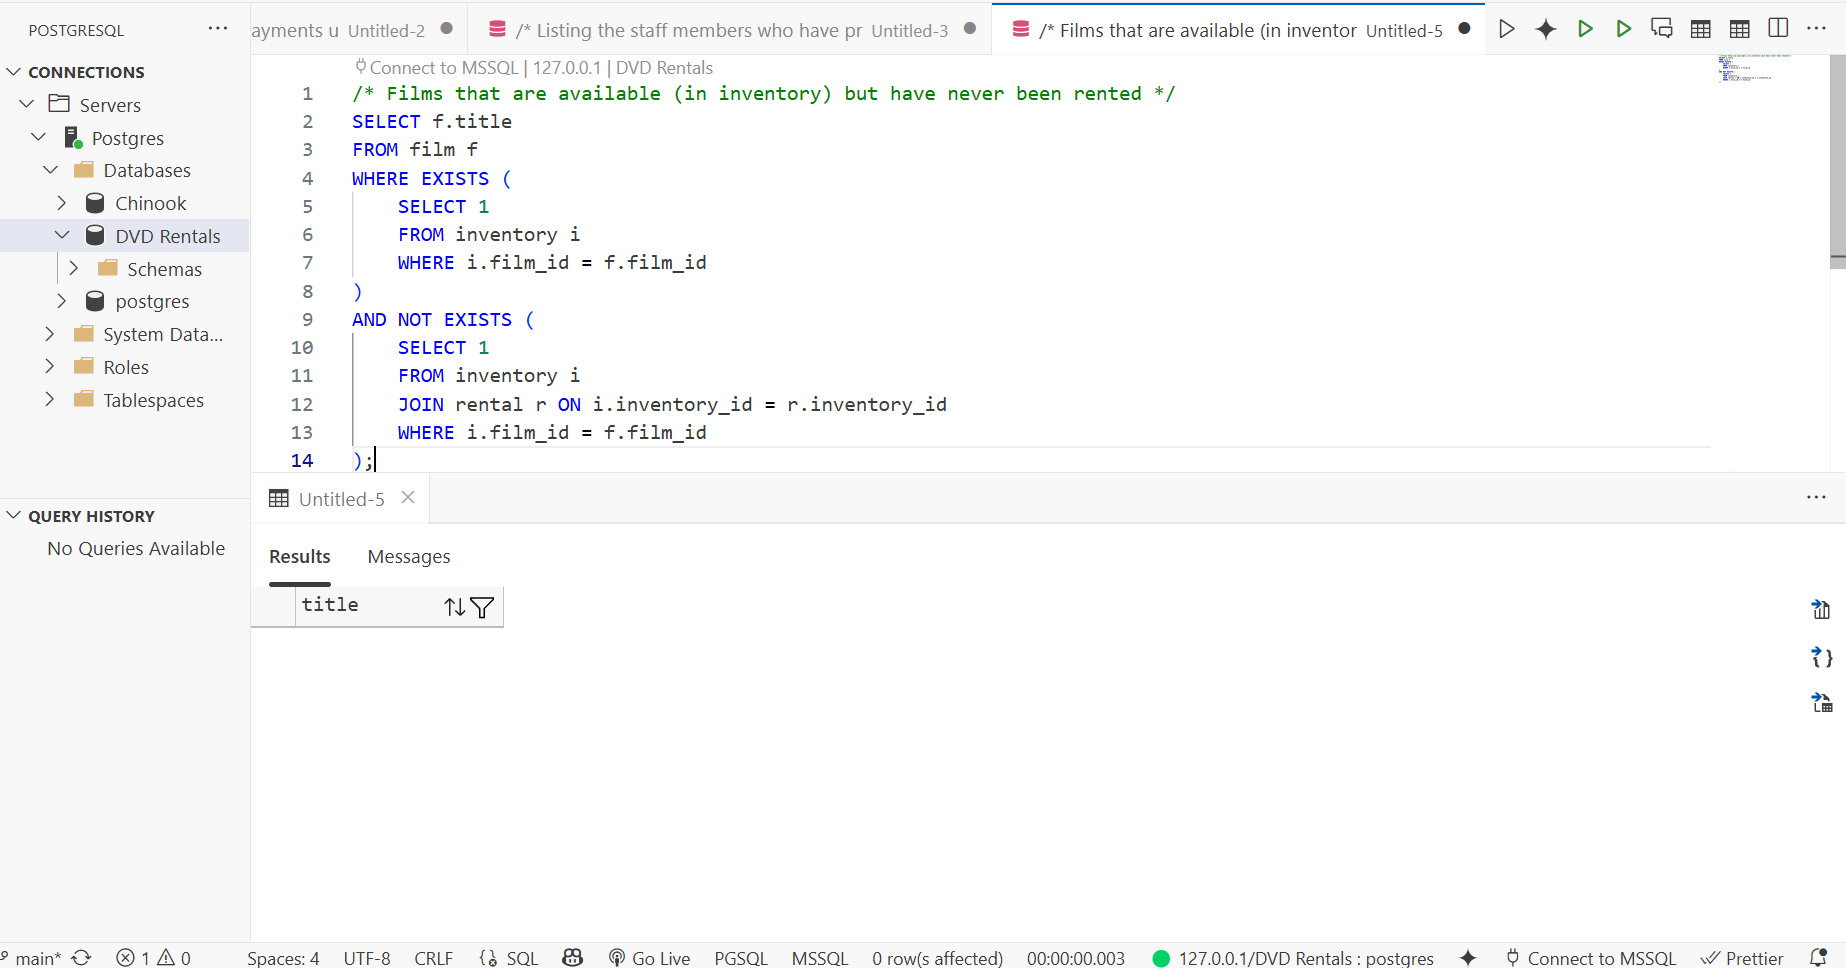 POSTGRESQL
CONNECTIONS
Servers
Postgres
Databases
Chinook
DVD Rentals
Schemas
postgres
System Data...
Roles
Tablespaces
QUERY HISTORY
No Queries Available
ayments u Untitled-2
/* Listing the staff members who have pr Untitled-3
/* Films that are available (in inventor Untitled-5
Connect to MSSQL | 127.0.0.1 | DVD Rentals
1 /* Films that are available (in inventory) but have never been rented */
2 SELECT f.title
3 FROM film f
4 WHERE EXISTS (
5 SELECT 1
6 FROM inventory i
7 WHERE i.film_id = f.film_id
8 )
9 AND NOT EXISTS (
10 SELECT 1
11 FROM inventory i
12 JOIN rental r ON i.inventory_id = r.inventory_id
13 WHERE i.film_id = f.film_id
14 );
Untitled-5
Results Messages
title
main* 1 0 Spaces: 4 UTF-8 CRLF SQL Go Live PGSQL MSSQL 0 row(s affected) 00:00:00.003 127.0.0.1/DVD Rentals : postgres Connect to MSSQL Prettier